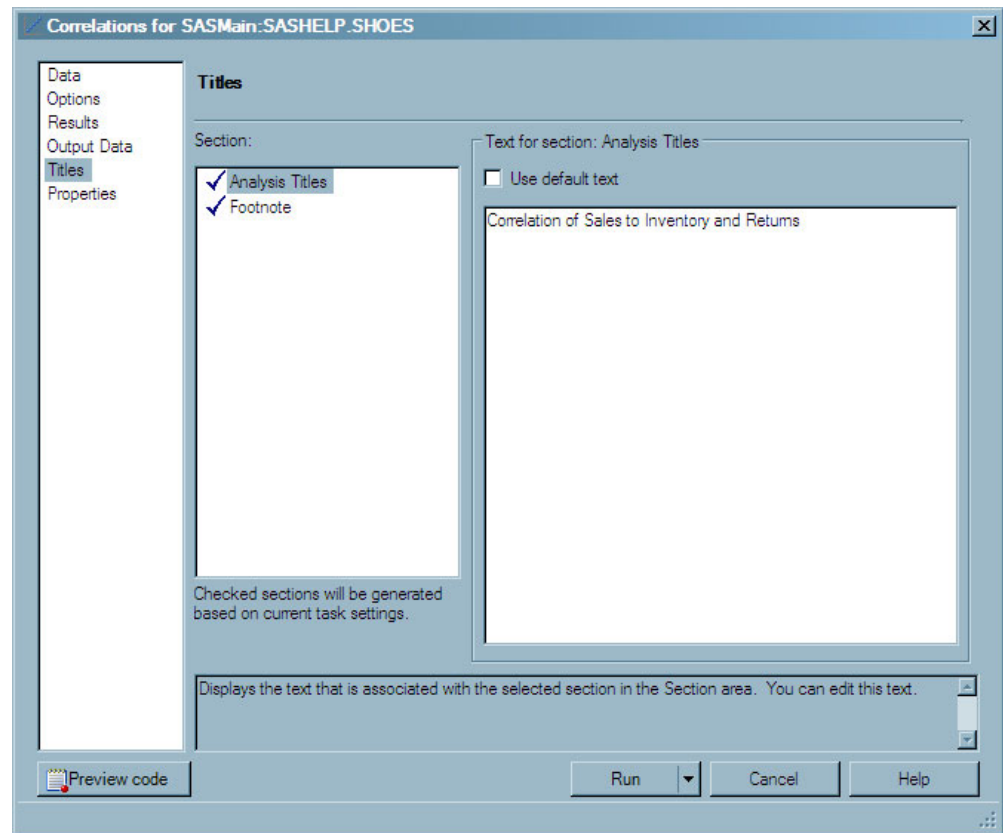 Correlations for SASMain:SASHELP.SHOES
Data
Options
Results
Output Data
Titles
Properties
Titles
Section:
Analysis Titles
Footnote
Checked sections will be generated
based on current task settings.
Text for section: Analysis Titles
Use default text
Correlation of Sales to Inventory and Returns
Displays the text that is associated with the selected section in the Section area. You can edit this text.
Preview code
Run
Cancel
Help